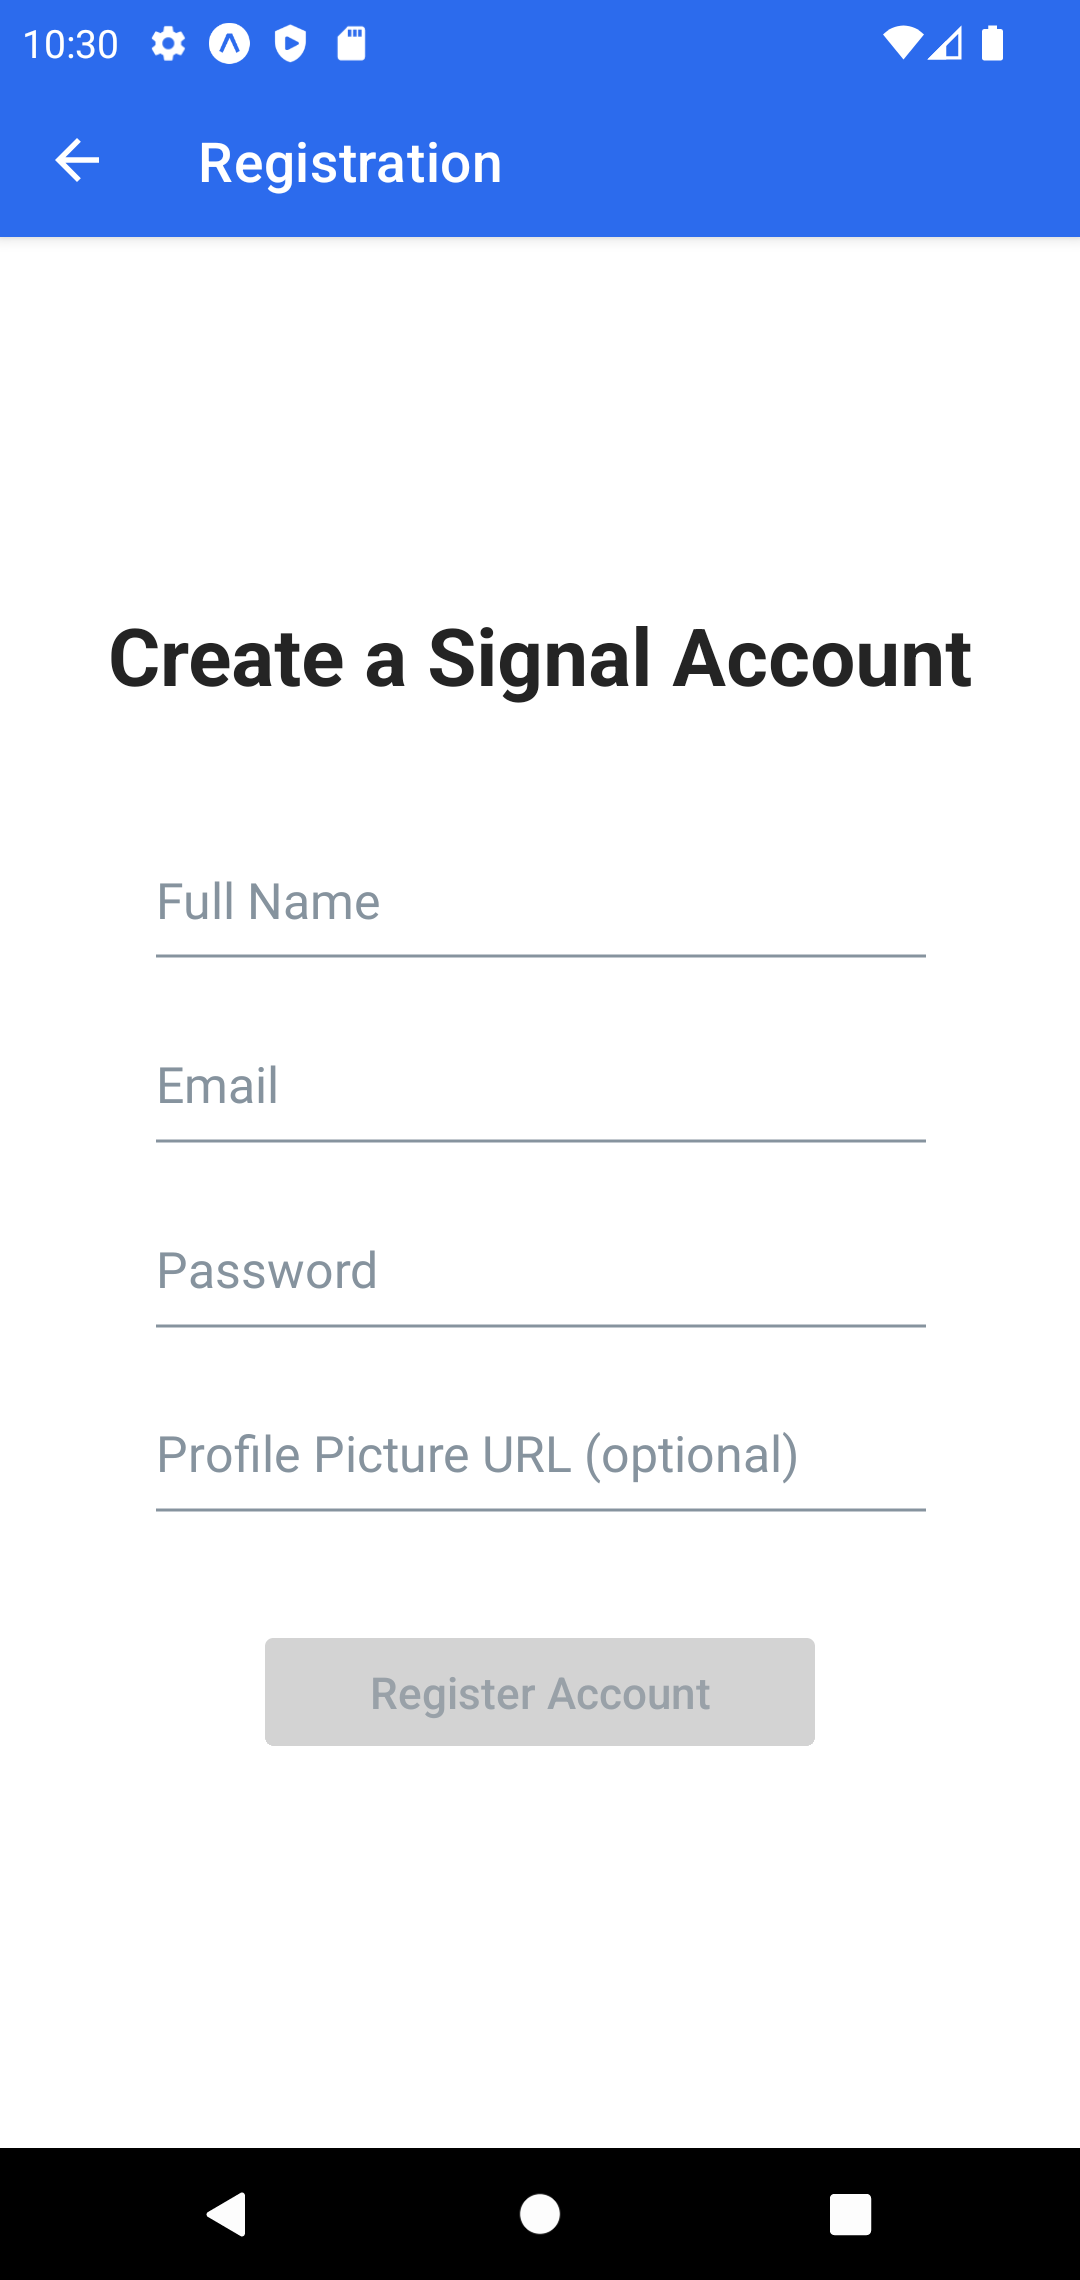 10:30
Registration
Create a Signal Account
Full Name
Email
Password
Profile Picture URL (optional)
Register Account